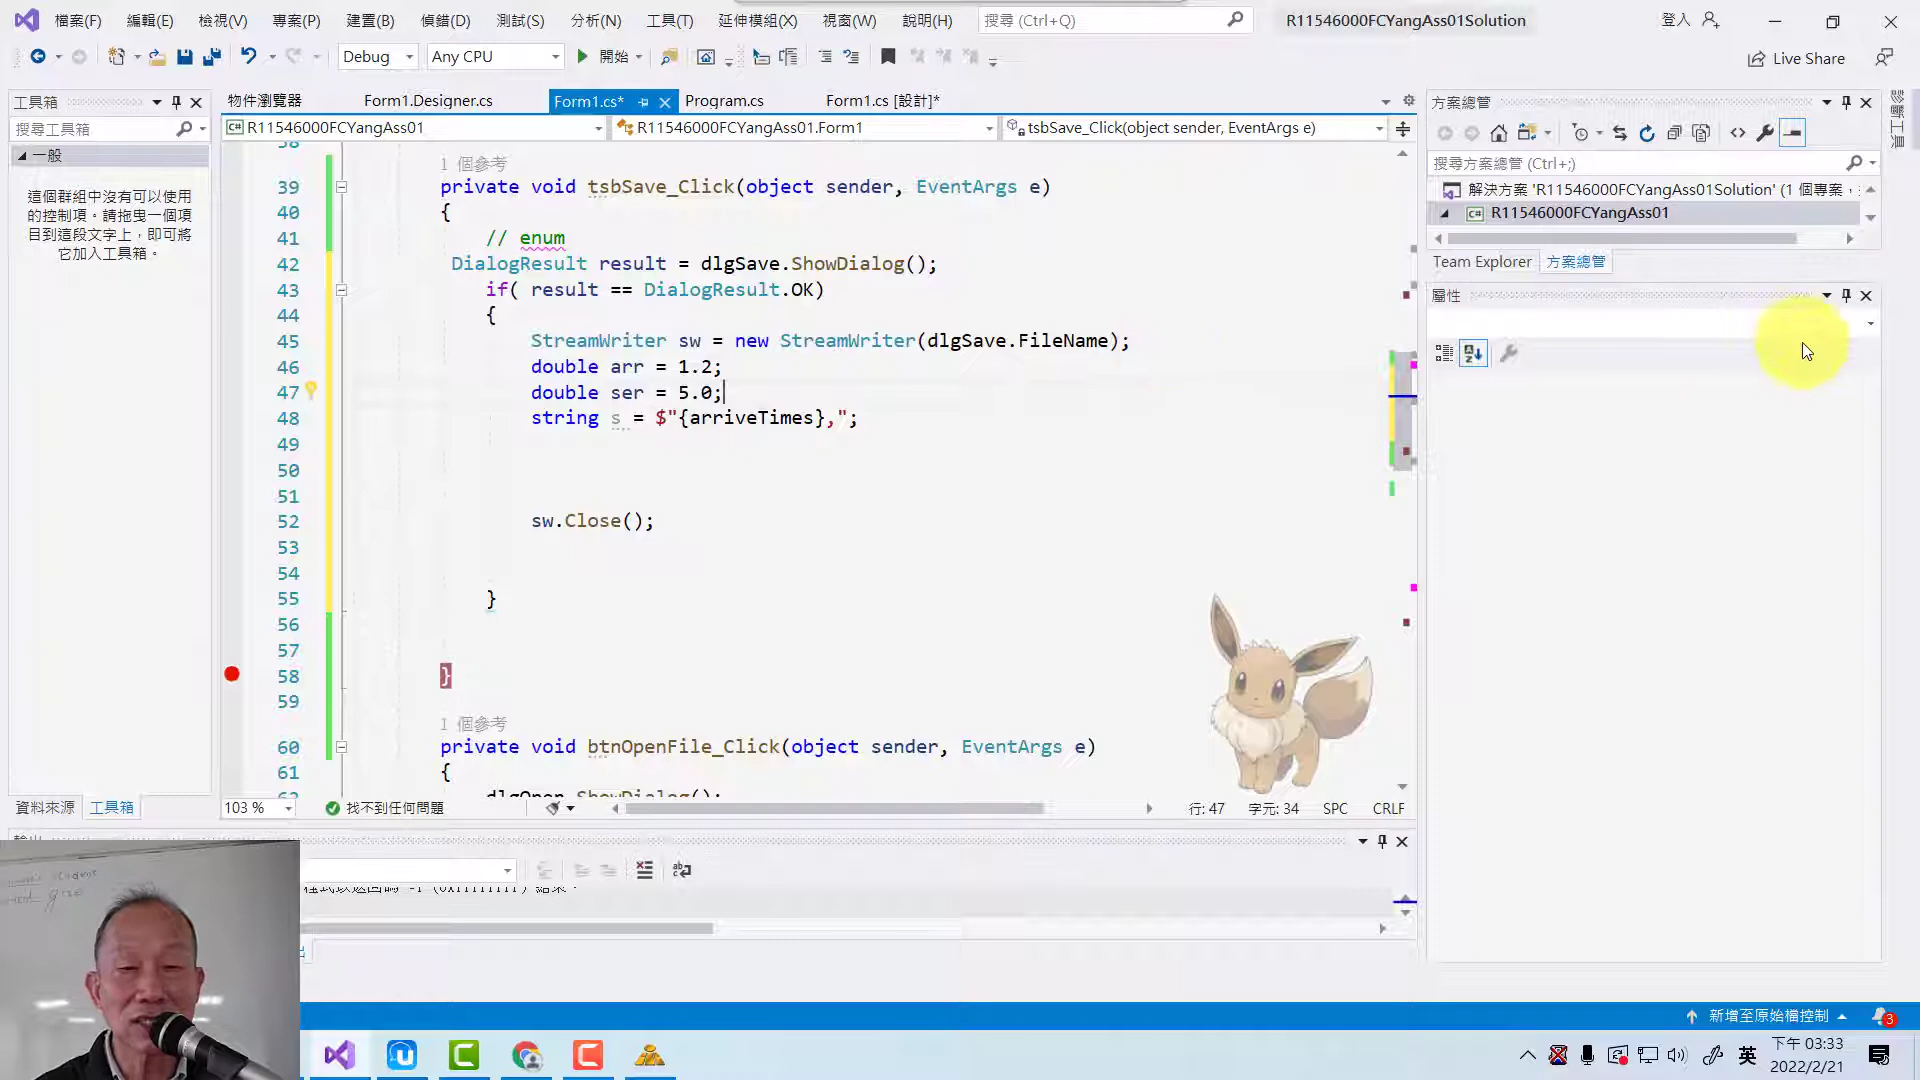 檔案(F) 編輯(E) 檢視(V) 專案(P) 建置(B) 偵錯(D) 測試(S) 分析(N) 工具(T) 延伸模組(X) 視窗(W) 說明(H) 搜尋 (Ctrl+Q) R11546000FCYangAss01Solution 登入
Debug Any CPU 開始 Live Share
工具箱
搜尋工具箱
一般
這個群組中沒有可以使用
的控制項。請拖曳一個項
目到這段文字上，即可將
它加入工具箱。
資料來源 工具箱
物件瀏覽器 Form1.Designer.cs Form1.cs* Program.cs Form1.cs [設計]*
R11546000FCYangAss01 R11546000FCYangAss01.Form1 tsbSave_Click(object sender, EventArgs e)
38
1 個參考
39 private void tsbSave_Click(object sender, EventArgs e)
40 {
41 // enum
42 DialogResult result = dlgSave.ShowDialog();
43 if( result == DialogResult.OK)
44 {
45 StreamWriter sw = new StreamWriter(dlgSave.FileName);
46 double arr = 1.2;
47 double ser = 5.0;
48 string s = $"{arriveTimes},";
49
50
51
52 sw.Close();
53
54
55 }
56
57
58 }
59
1 個參考
60 private void btnOpenFile_Click(object sender, EventArgs e)
61 {
dlgOpen.ShowDialog();
103 % 找不到任何問題 行: 47 字元: 34 SPC CRLF
方案總管
搜尋方案總管 (Ctrl+;)
解決方案 'R11546000FCYangAss01Solution' (1 個專案，
R11546000FCYangAss01
Team Explorer 方案總管
屬性
診斷工具
新增至原始檔控制 3
英 下午 03:33
2022/2/21